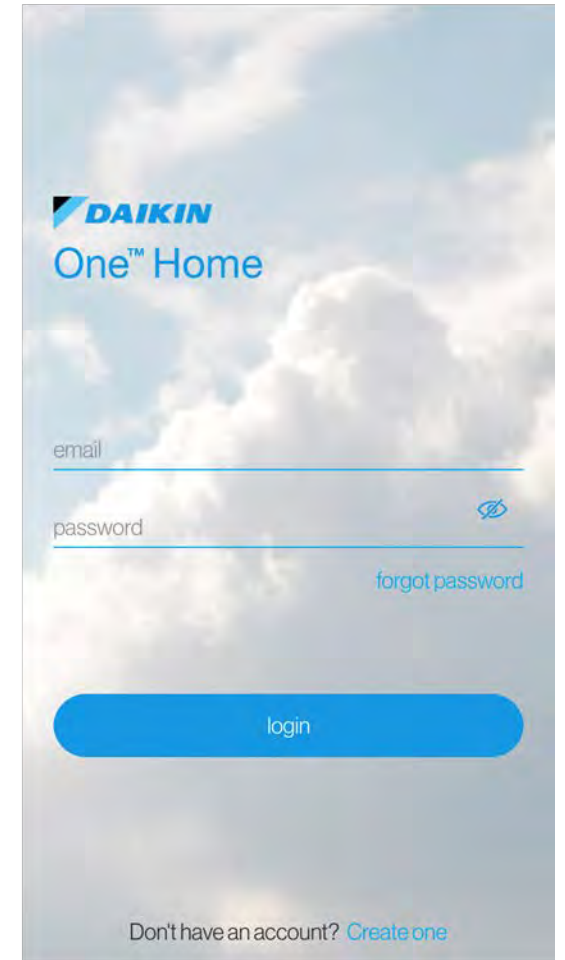 DAIKIN
One™ Home
email
password
forgot password
login
Don't have an account? Create one